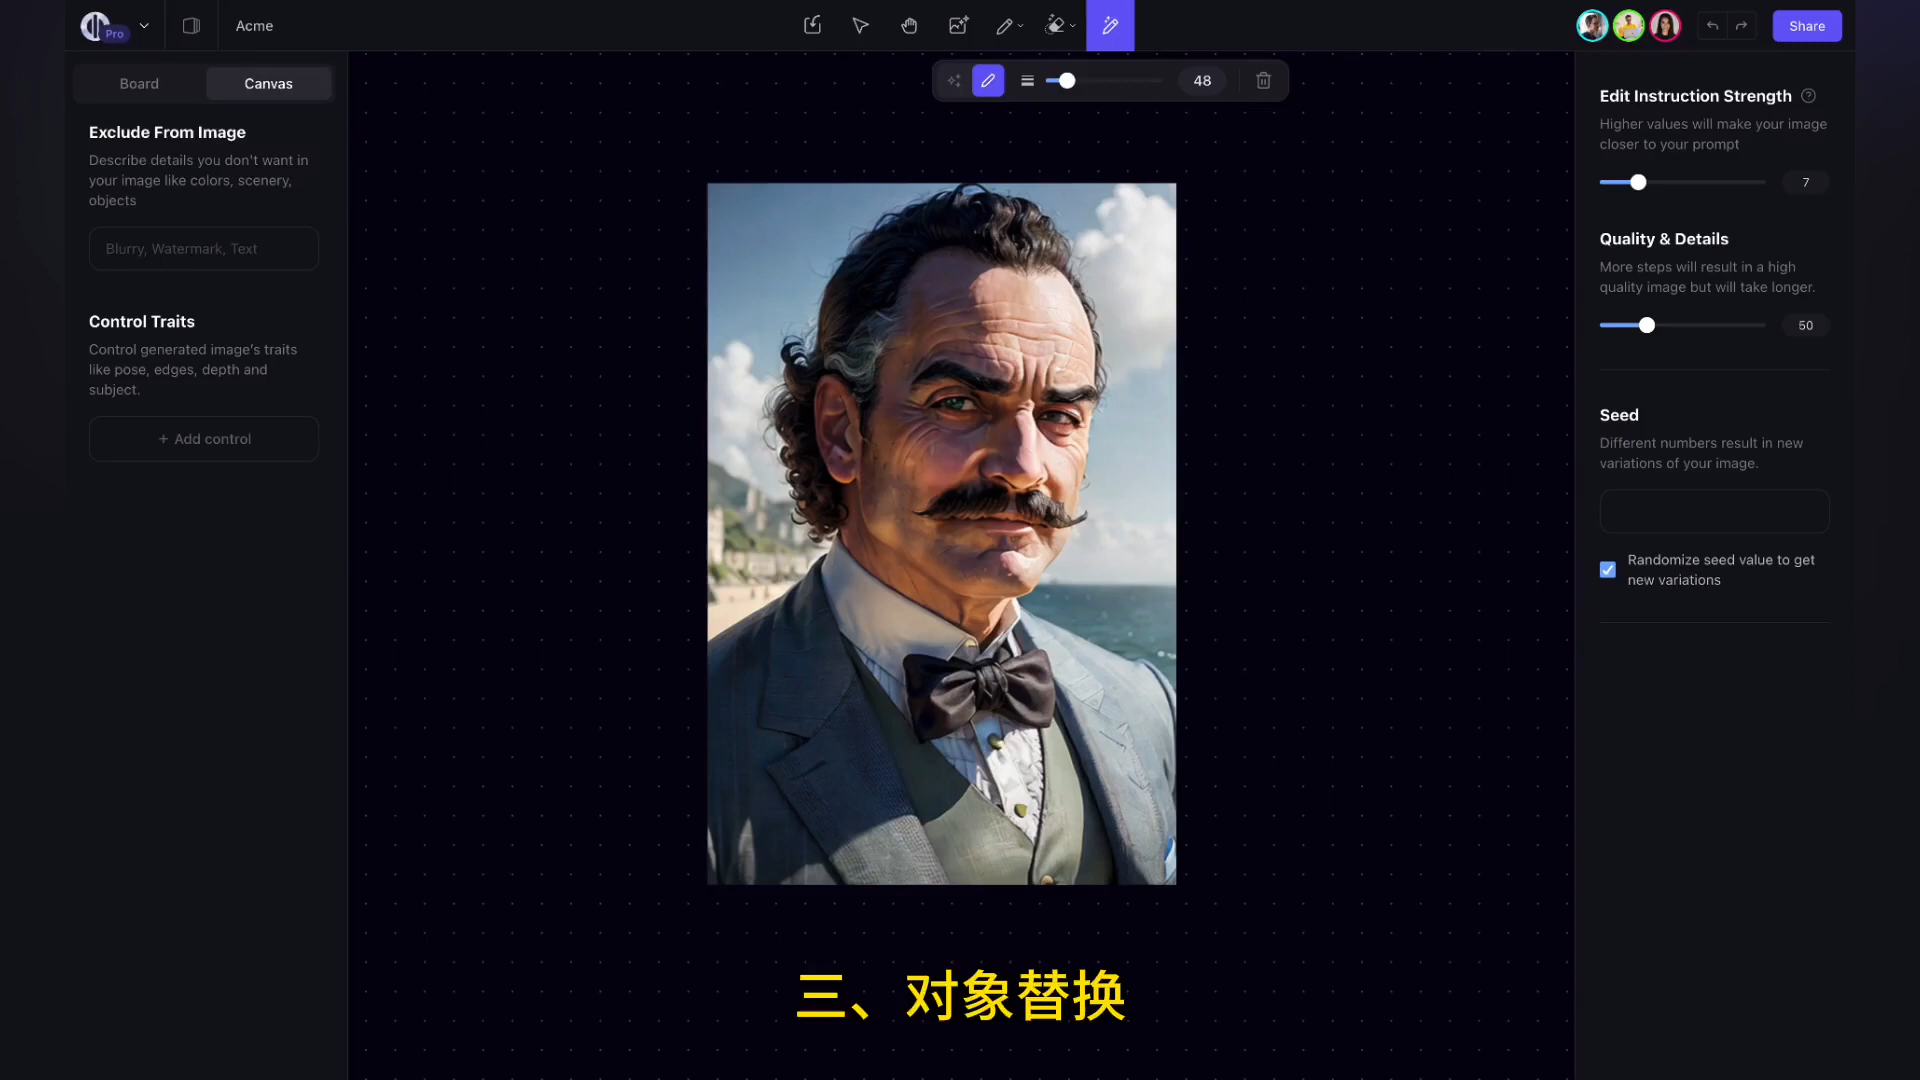 Pro
Acme
Share
Board
Canvas
48
Exclude From Image
Describe details you don't want in
your image like colors, scenery,
objects
Blurry, Watermark, Text
Control Traits
Control generated image's traits
like pose, edges, depth and
subject.
+ Add control
Edit Instruction Strength
Higher values will make your image
closer to your prompt
7
Quality & Details
More steps will result in a high
quality image but will take longer.
50
Seed
Different numbers result in new
variations of your image.
Randomize seed value to get
new variations
三、对象替换